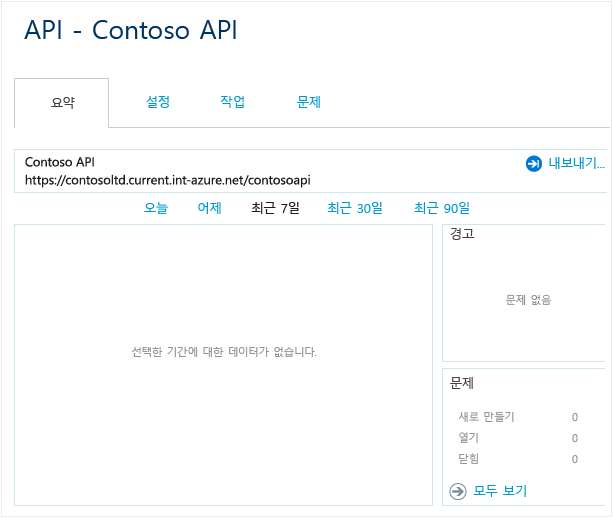 API - Contoso API
요약 설정 작업 문제
Contoso API
https://contosoltd.current.int-azure.net/contosoapi
내보내기...
오늘 어제 최근 7일 최근 30일 최근 90일
경고
문제 없음
선택한 기간에 대한 데이터가 없습니다.
문제
새로 만들기 0
열기 0
닫힘 0
모두 보기